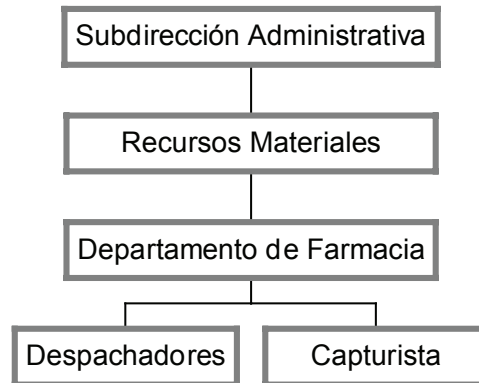 Subdirección Administrativa
Recursos Materiales
Departamento de Farmacia
Despachadores
Capturista